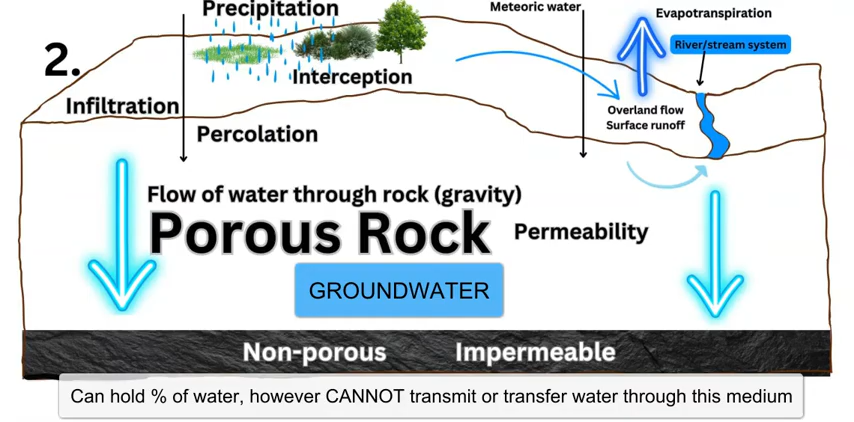 Precipitation
Meteoric water
Evapotranspiration
River/stream system
2.
Interception
Infiltration
Overland flow
Surface runoff
Percolation
Flow of water through rock (gravity)
Porous Rock
Permeability
GROUNDWATER
Non-porous
Impermeable
Can hold % of water, however CANNOT transmit or transfer water through this medium